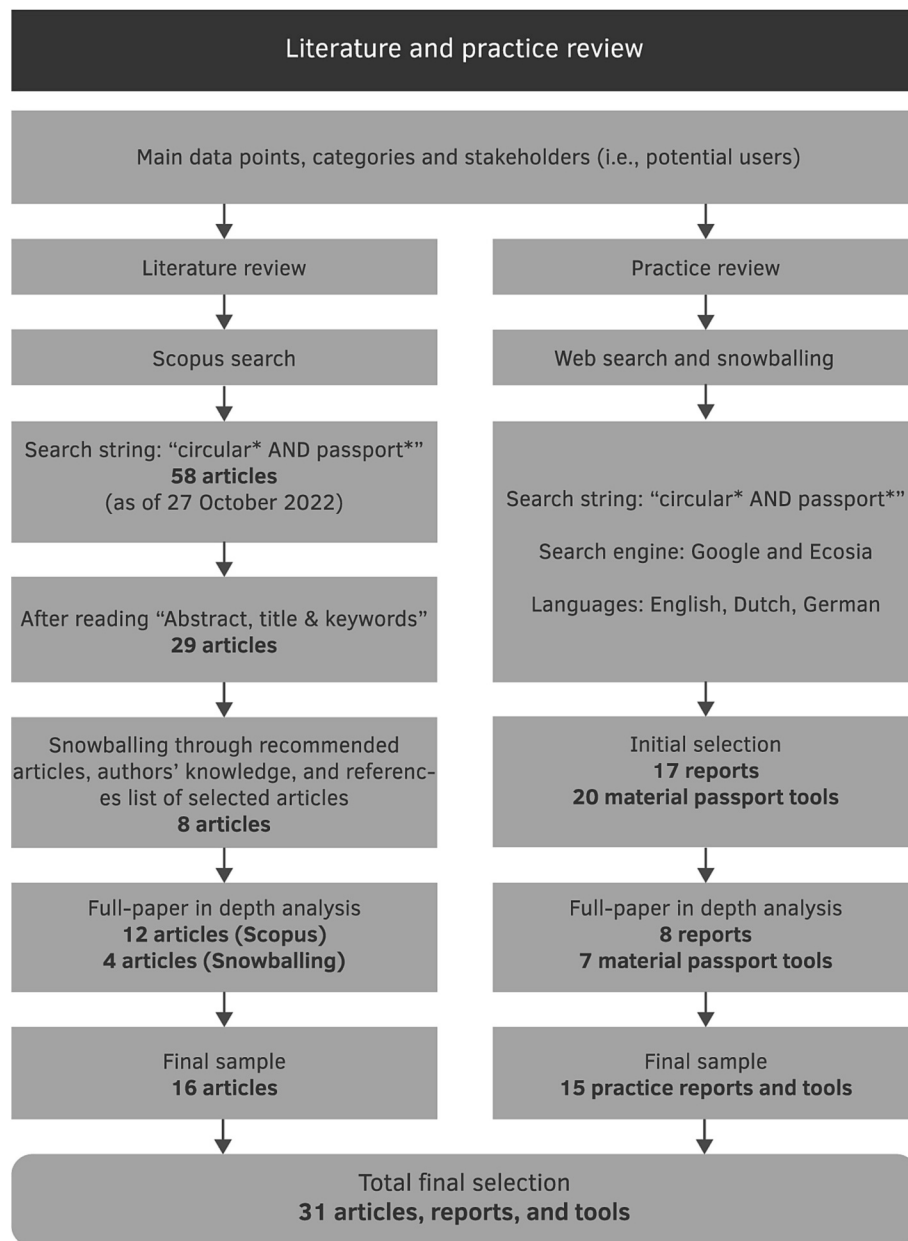 Literature and practice review
Main data points, categories and stakeholders (i.e., potential users)
Literature review
Scopus search
Search string: “circular* AND passport*”
58 articles
(as of 27 October 2022)
After reading “Abstract, title & keywords”
29 articles
Snowballing through recommended
articles, authors’ knowledge, and referenc-
es list of selected articles
8 articles
Full-paper in depth analysis
12 articles (Scopus)
4 articles (Snowballing)
Final sample
16 articles
Practice review
Web search and snowballing
Search string: “circular* AND passport*”
Search engine: Google and Ecosia
Languages: English, Dutch, German
Initial selection
17 reports
20 material passport tools
Full-paper in depth analysis
8 reports
7 material passport tools
Final sample
15 practice reports and tools
Total final selection
31 articles, reports, and tools